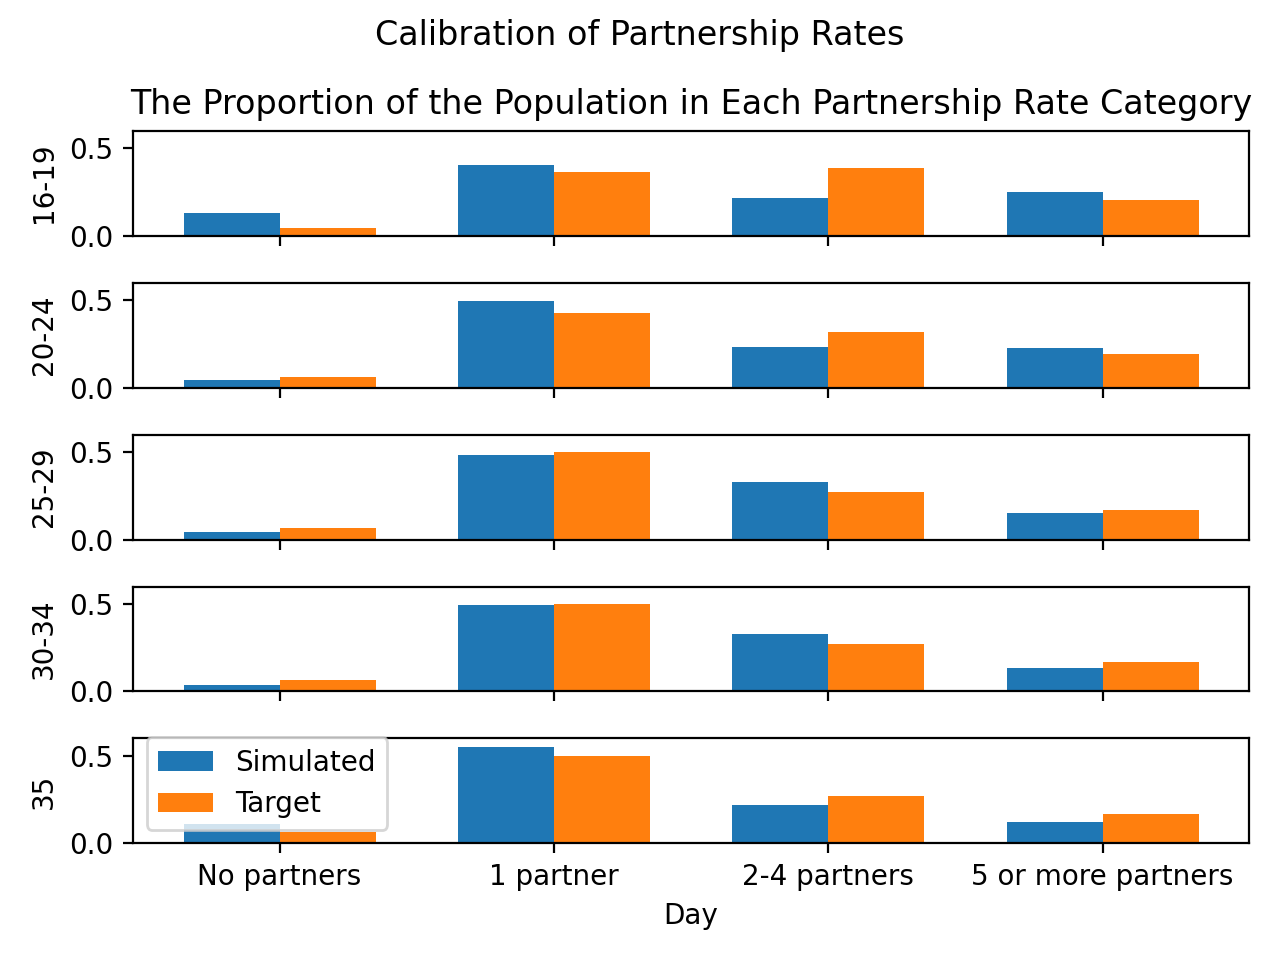 Calibration of Partnership Rates
The Proportion of the Population in Each Partnership Rate Category
16-19
0.5
0.0
20-24
0.5
0.0
25-29
0.5
0.0
30-34
0.5
0.0
35
0.5
0.0
Simulated
Target
No partners 1 partner 2-4 partners 5 or more partners
Day